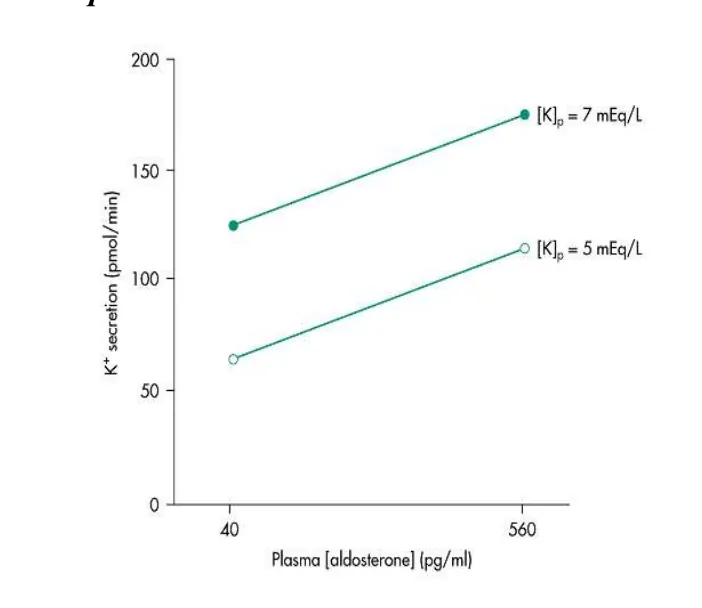 200
150
100
50
0
K+ secretion (pmol/min)
[K]p = 7 mEq/L
[K]p = 5 mEq/L
40
560
Plasma [aldosterone] (pg/ml)